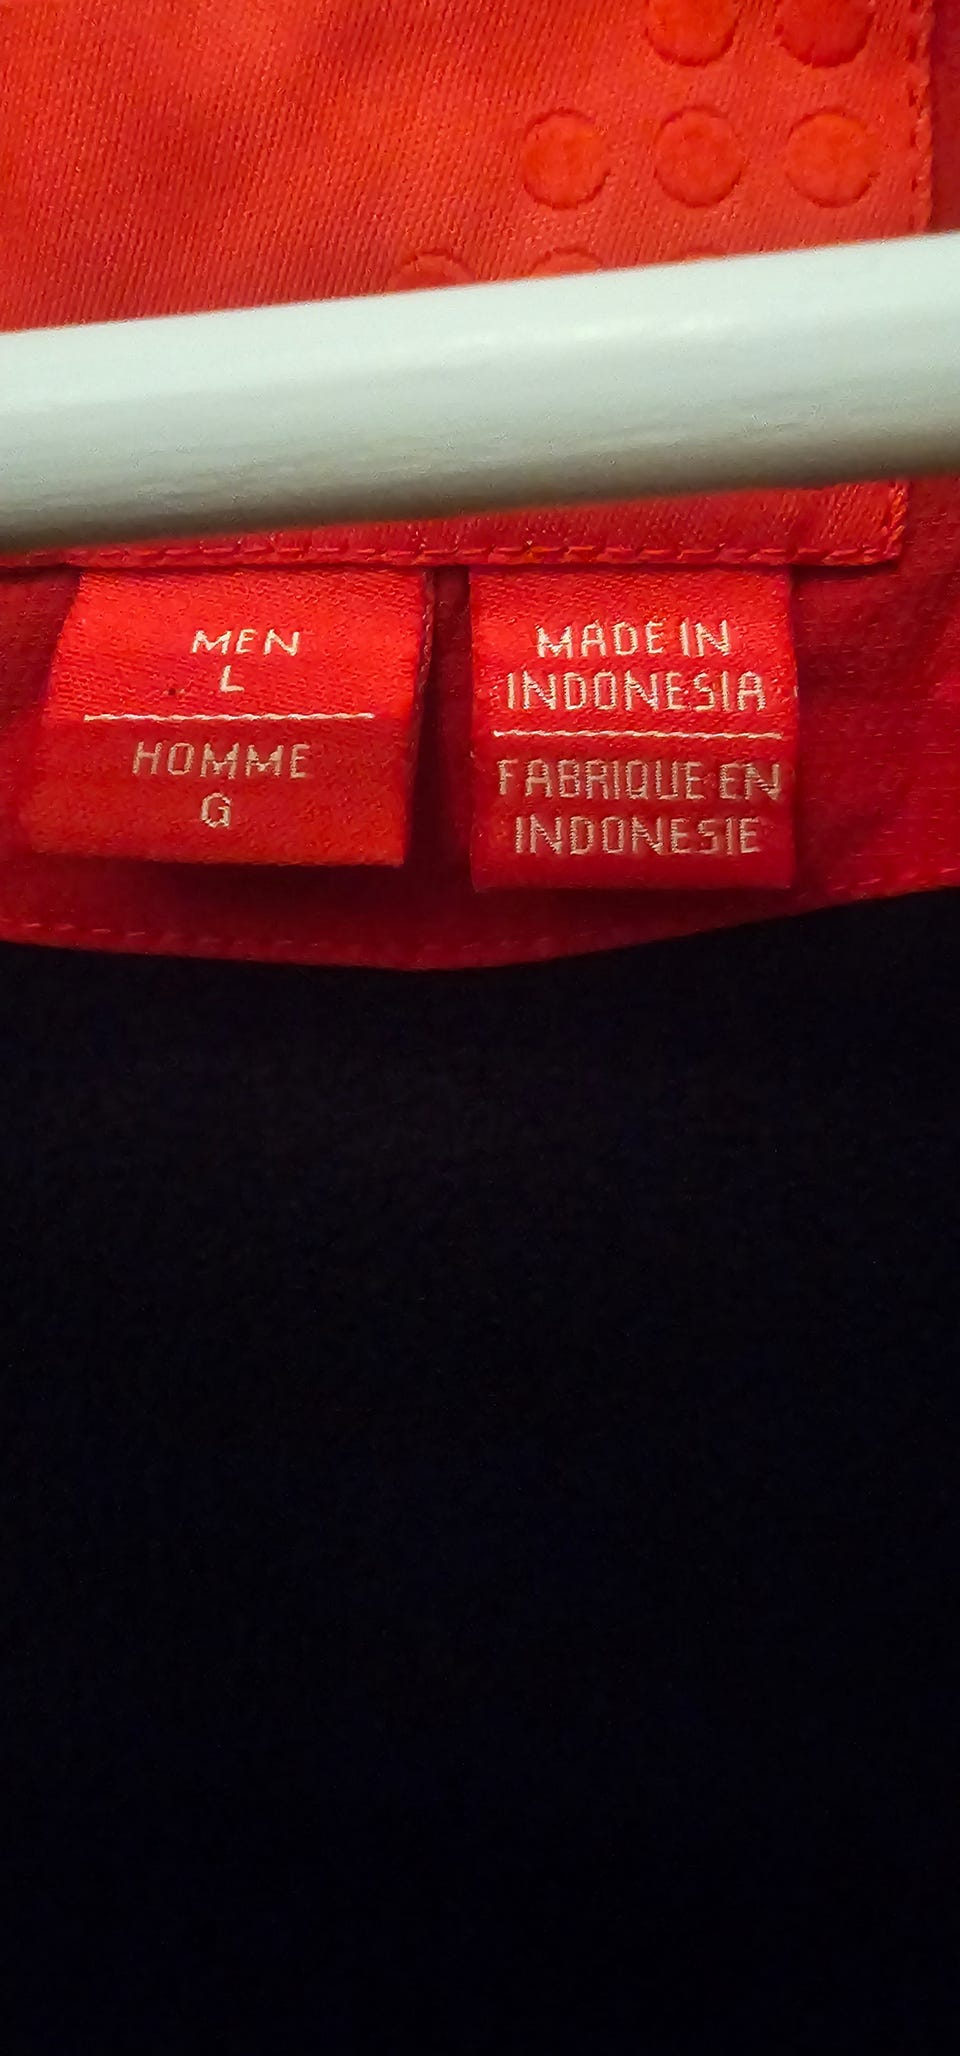 MEN
L
HOMME
G
MADE IN
INDONESIA
FABRIQUE EN
INDONESIE